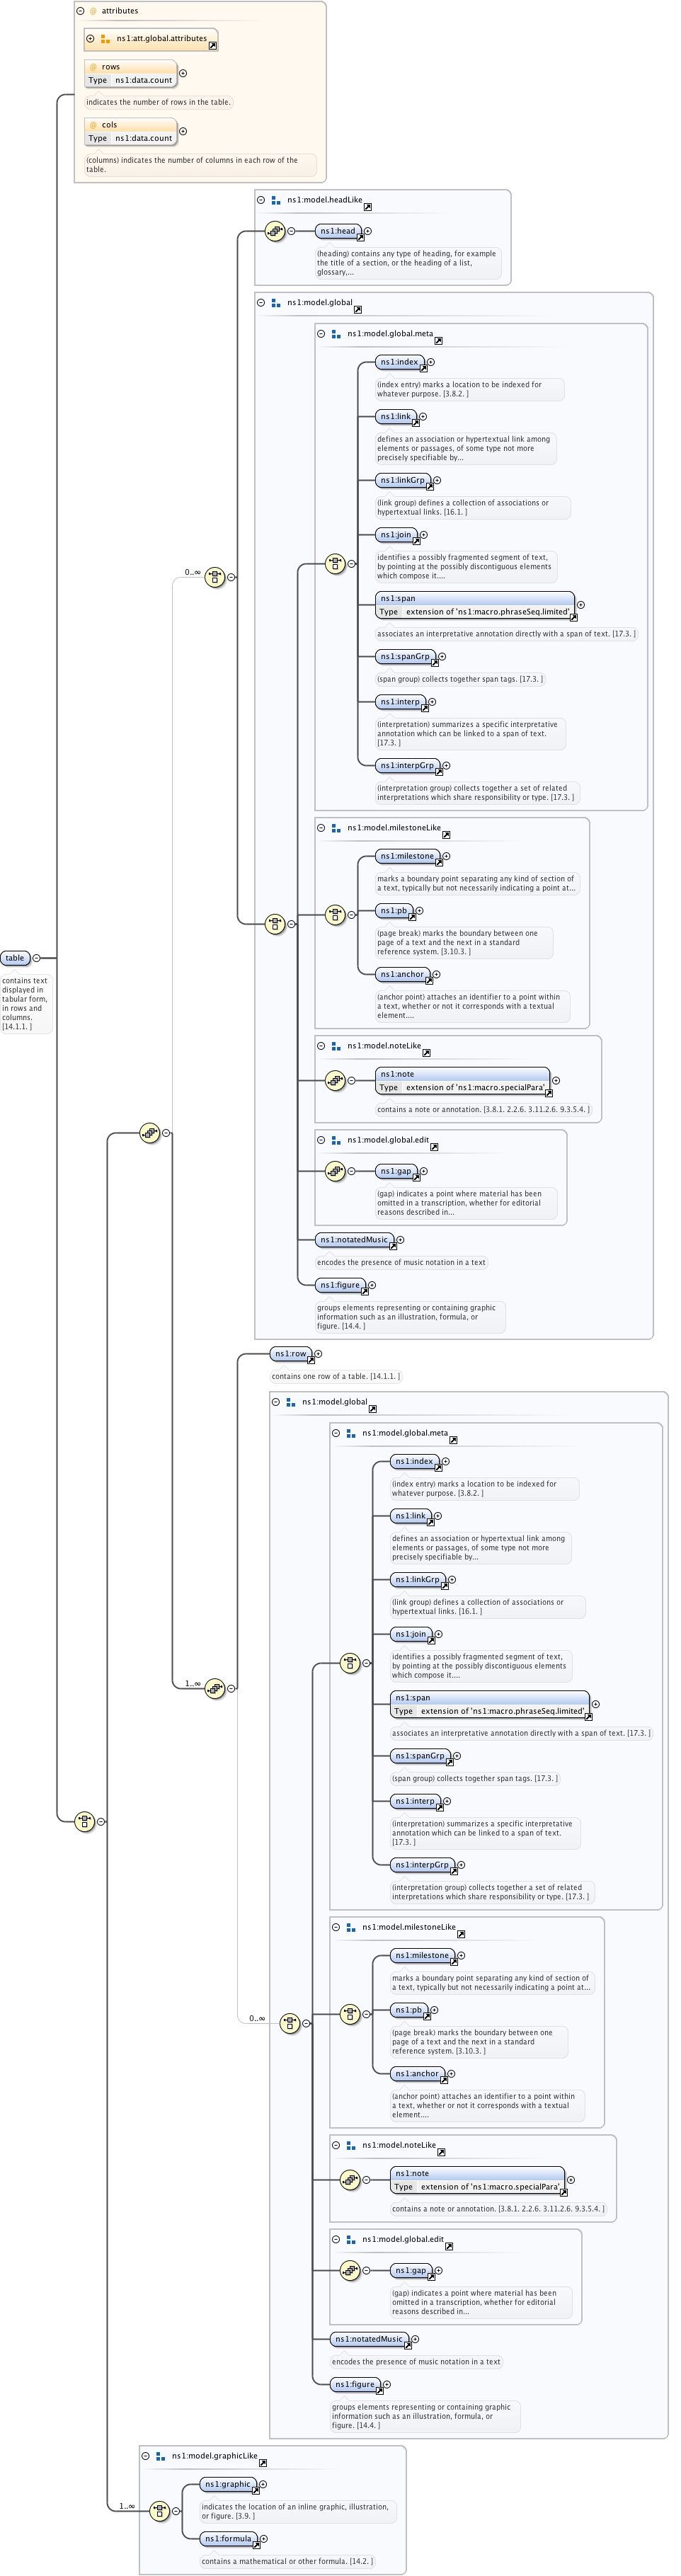 @ attributes
ns1:att.global.attributes
@ rows
Type ns1:data.count
indicates the number of rows in the table.
@ cols
Type ns1:data.count
(columns) indicates the number of columns in each row of the
table.
ns1:model.headLike
ns1:head
(heading) contains any type of heading, for example
the title of a section, or the heading of a list,
glossary,...
ns1:model.global
ns1:model.global.meta
ns1:index
(index entry) marks a location to be indexed for
whatever purpose. [3.8.2. ]
ns1:link
defines an association or hypertextual link among
elements or passages, of some type not more
precisely specifiable by...
ns1:linkGrp
(link group) defines a collection of associations or
hypertextual links. [16.1. ]
ns1:join
identifies a possibly fragmented segment of text,
by pointing at the possibly discontiguous elements
which compose it....
0..∞
ns1:span
Type extension of 'ns1:macro.phraseSeq.limited'
associates an interpretative annotation directly with a span of text. [17.3. ]
ns1:spanGrp
(span group) collects together span tags. [17.3. ]
ns1:interp
(interpretation) summarizes a specific interpretative
annotation which can be linked to a span of text.
[17.3. ]
ns1:interpGrp
(interpretation group) collects together a set of related
interpretations which share responsibility or type. [17.3. ]
ns1:model.milestoneLike
ns1:milestone
marks a boundary point separating any kind of section of
a text, typically but not necessarily indicating a point at...
ns1:pb
(page break) marks the boundary between one
page of a text and the next in a standard
reference system. [3.10.3. ]
ns1:anchor
(anchor point) attaches an identifier to a point within
a text, whether or not it corresponds with a textual
element....
table
contains text
displayed in
tabular form,
in rows and
columns.
[14.1.1. ]
ns1:model.noteLike
ns1:note
Type extension of 'ns1:macro.specialPara'
contains a note or annotation. [3.8.1. 2.2.6. 3.11.2.6. 9.3.5.4. ]
ns1:model.global.edit
ns1:gap
(gap) indicates a point where material has been
omitted in a transcription, whether for editorial
reasons described in...
ns1:notatedMusic
encodes the presence of music notation in a text
ns1:figure
groups elements representing or containing graphic
information such as an illustration, formula, or
figure. [14.4. ]
ns1:row
contains one row of a table. [14.1.1. ]
ns1:model.global
ns1:model.global.meta
ns1:index
(index entry) marks a location to be indexed for
whatever purpose. [3.8.2. ]
ns1:link
defines an association or hypertextual link among
elements or passages, of some type not more
precisely specifiable by...
ns1:linkGrp
(link group) defines a collection of associations or
hypertextual links. [16.1. ]
ns1:join
identifies a possibly fragmented segment of text,
by pointing at the possibly discontiguous elements
which compose it....
1..∞
ns1:span
Type extension of 'ns1:macro.phraseSeq.limited'
associates an interpretative annotation directly with a span of text. [17.3. ]
ns1:spanGrp
(span group) collects together span tags. [17.3. ]
ns1:interp
(interpretation) summarizes a specific interpretative
annotation which can be linked to a span of text.
[17.3. ]
ns1:interpGrp
(interpretation group) collects together a set of related
interpretations which share responsibility or type. [17.3. ]
ns1:model.milestoneLike
ns1:milestone
marks a boundary point separating any kind of section of
a text, typically but not necessarily indicating a point at...
0..∞
ns1:pb
(page break) marks the boundary between one
page of a text and the next in a standard
reference system. [3.10.3. ]
ns1:anchor
(anchor point) attaches an identifier to a point within
a text, whether or not it corresponds with a textual
element....
ns1:model.noteLike
ns1:note
Type extension of 'ns1:macro.specialPara'
contains a note or annotation. [3.8.1. 2.2.6. 3.11.2.6. 9.3.5.4. ]
ns1:model.global.edit
ns1:gap
(gap) indicates a point where material has been
omitted in a transcription, whether for editorial
reasons described in...
ns1:notatedMusic
encodes the presence of music notation in a text
ns1:figure
groups elements representing or containing graphic
information such as an illustration, formula, or
figure. [14.4. ]
ns1:model.graphicLike
ns1:graphic
1..∞
indicates the location of an inline graphic, illustration,
or figure. [3.9. ]
ns1:formula
contains a mathematical or other formula. [14.2. ]